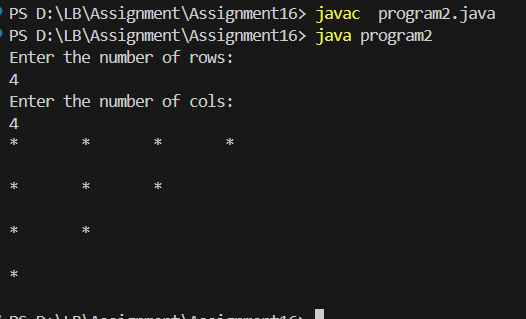 PS D:\LB\Assignment\Assignment16> javac  program2.java
PS D:\LB\Assignment\Assignment16> java program2
Enter the number of rows:
4
Enter the number of cols:
4
*       *       *       *
*       *       *
*       *
*
PS D:\LB\Assignment\Assignment16>